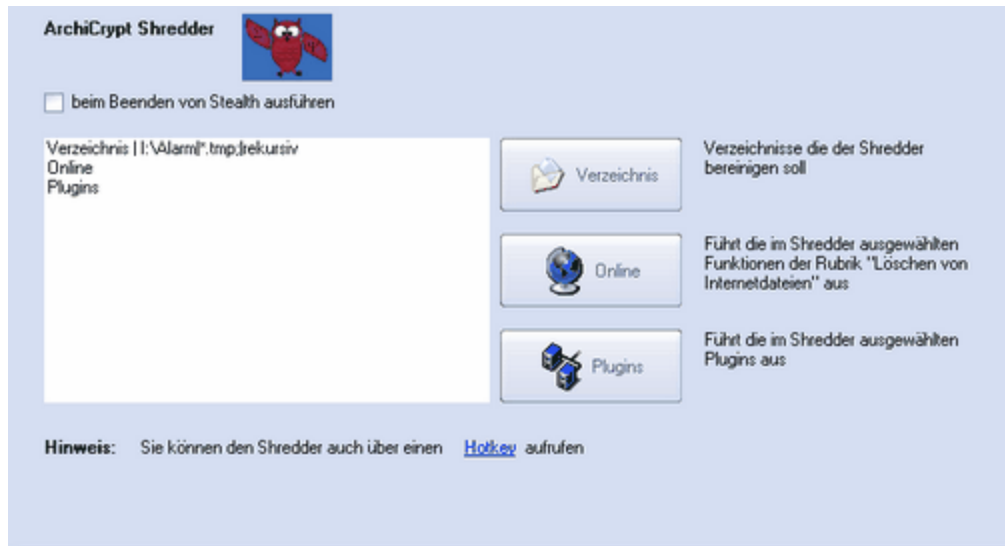 ArchiCrypt Shredder
beim Beenden von Stealth ausführen
Verzeichnis | I:\Alarm|*.tmp;|rekursiv
Online
Plugins
Verzeichnis
Verzeichnisse die der Shredder
bereinigen soll
Online
Führt die im Shredder ausgewählten
Funktionen der Rubrik "Löschen von
Internetdateien" aus
Plugins
Führt die im Shredder ausgewählten
Plugins aus
Hinweis: Sie können den Shredder auch über einen Hotkey aufrufen